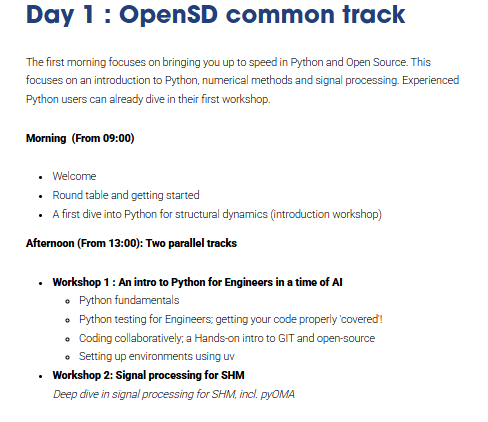 Day 1 : OpenSD common track
The first morning focuses on bringing you up to speed in Python and Open Source. This
focuses on an introduction to Python, numerical methods and signal processing. Experienced
Python users can already dive in their first workshop.
Morning  (From 09:00)
• Welcome
• Round table and getting started
• A first dive into Python for structural dynamics (introduction workshop)
Afternoon (From 13:00): Two parallel tracks
• Workshop 1 : An intro to Python for Engineers in a time of AI
∘ Python fundamentals
∘ Python testing for Engineers; getting your code properly 'covered'!
∘ Coding collaboratively; a Hands-on intro to GIT and open-source
∘ Setting up environments using uv
• Workshop 2: Signal processing for SHM
Deep dive in signal processing for SHM, incl. pyOMA